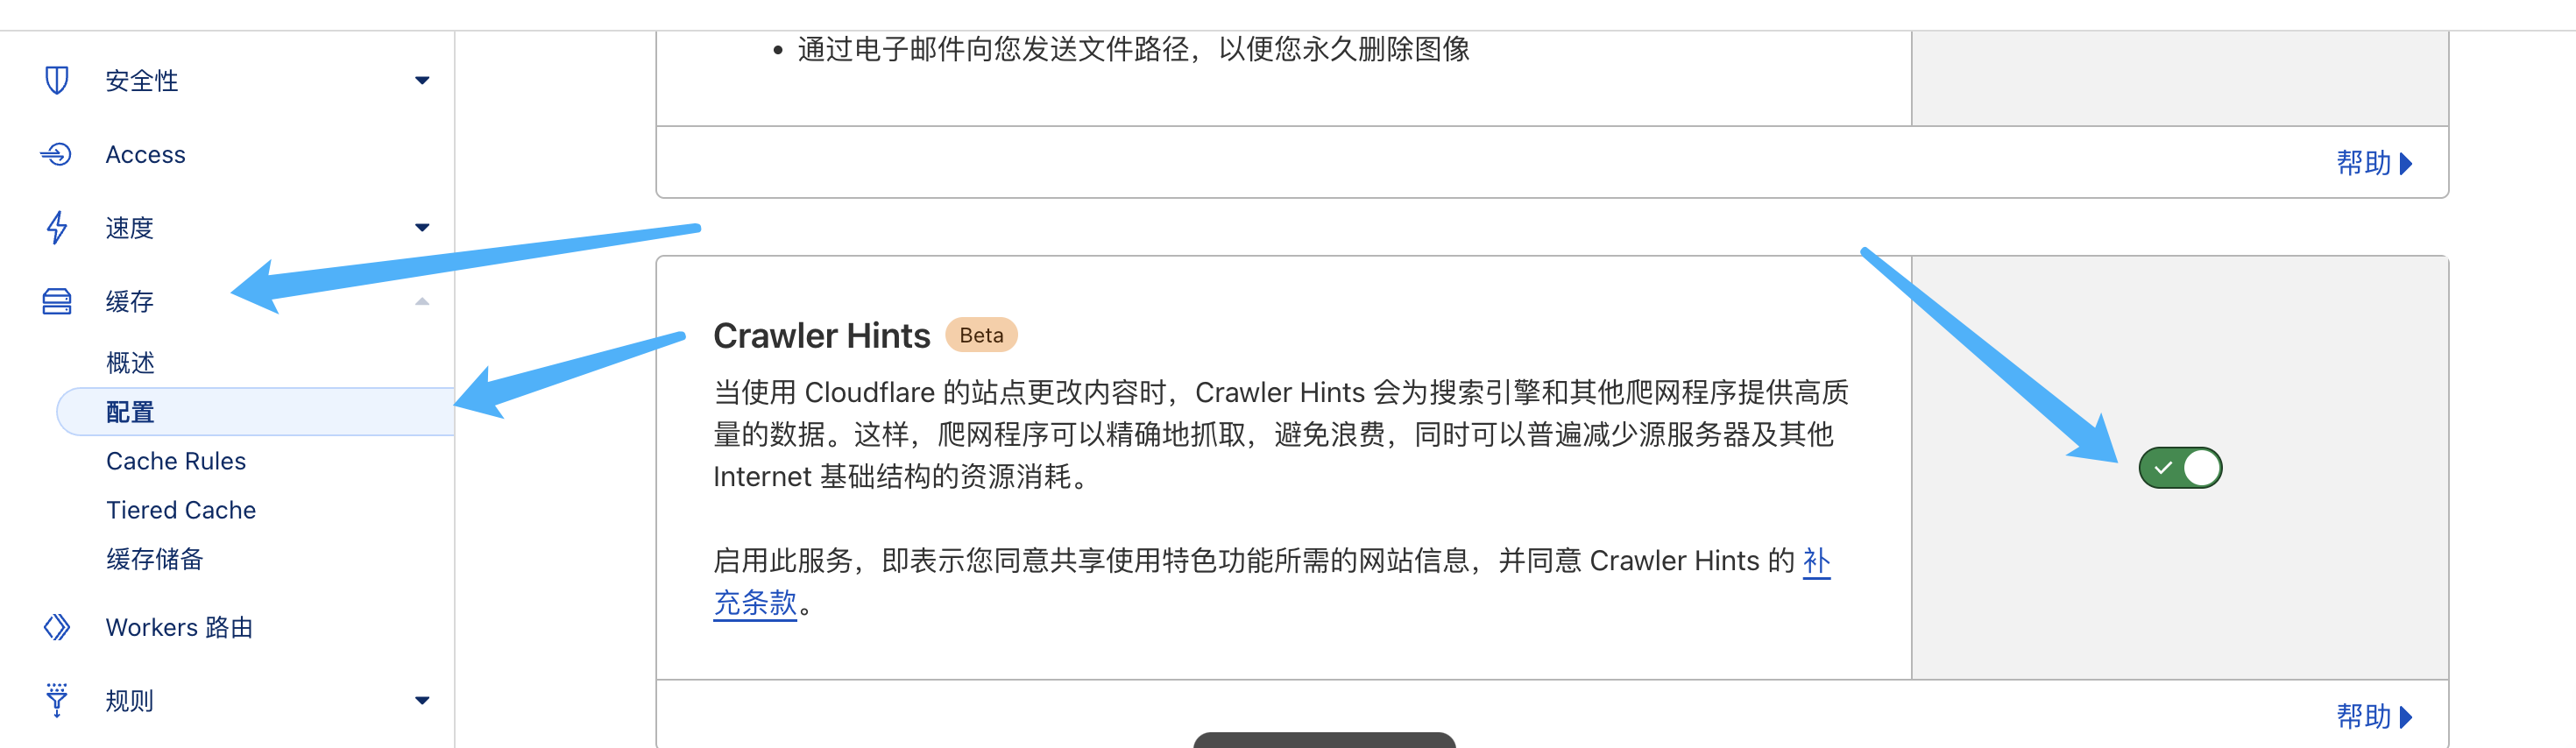 安全性
Access
速度
缓存
概述
配置
Cache Rules
Tiered Cache
缓存储备
Workers 路由
规则
• 通过电子邮件向您发送文件路径，以便您永久删除图像
帮助
Crawler Hints Beta
当使用 Cloudflare 的站点更改内容时，Crawler Hints 会为搜索引擎和其他爬网程序提供高质
量的数据。这样，爬网程序可以精确地抓取，避免浪费，同时可以普遍减少源服务器及其他
Internet 基础结构的资源消耗。
启用此服务，即表示您同意共享使用特色功能所需的网站信息，并同意 Crawler Hints 的 补
充条款。
帮助